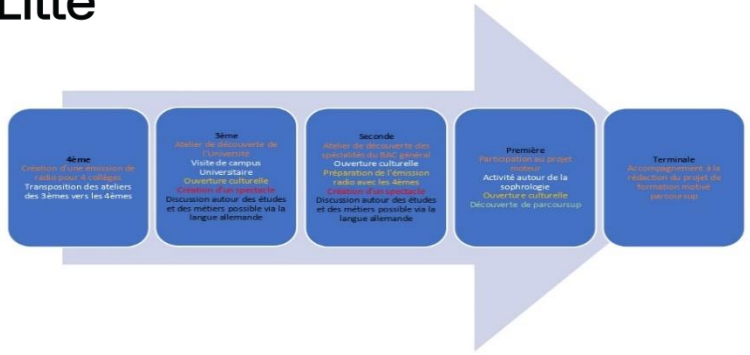 Litté
4ème
Création d'une émission de
radio pour 4 collèges
Transposition des ateliers
des 3èmes vers les 4èmes
3ème
Atelier de découverte de
l'Université
Visite de campus
Universitaire
Ouverture culturelle
Création d'un spectacle
Discussion autour des études
et des métiers possible via la
langue allemande
Seconde
Atelier de découverte des
spécialités du BAC général
Ouverture culturelle
Préparation de l'émission
radio avec les 4èmes
Création d'un spectacle
Discussion autour des études
et des métiers possible via la
langue allemande
Première
Participation au projet
moteur
Activité autour de la
sophrologie
Ouverture culturelle
Découverte de parcoursup
Terminale
Accompagnement à la
rédaction du projet de
formation motivé
parcoursup